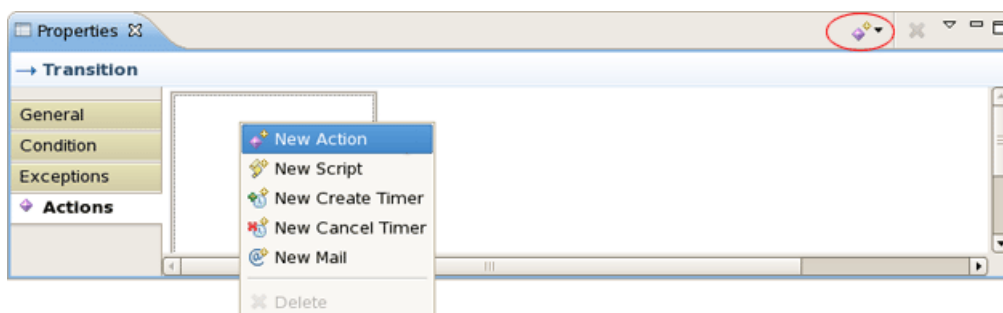 Properties
Transition
General
Condition
Exceptions
Actions
New Action
New Script
New Create Timer
New Cancel Timer
New Mail
Delete